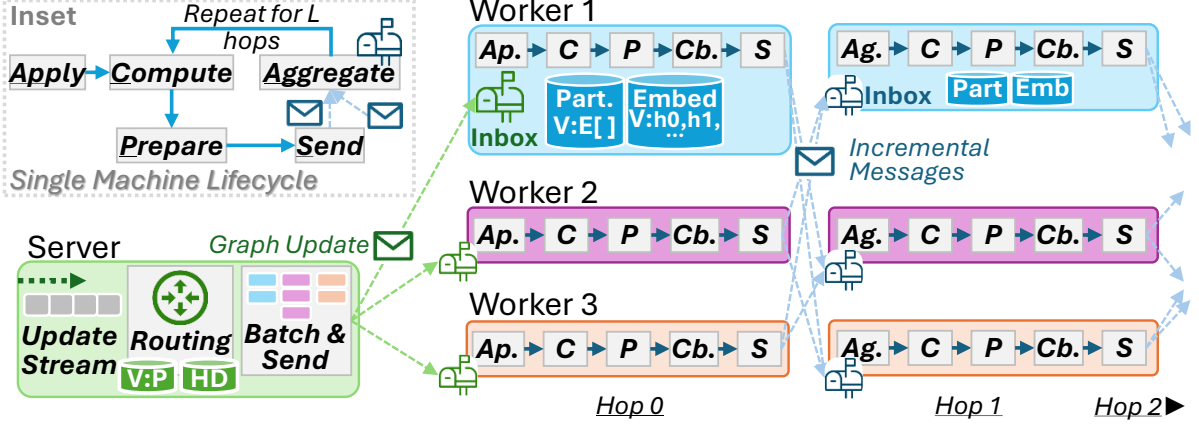 Inset
Repeat for L
hops
Apply
Compute
Aggregate
Prepare
Send
Single Machine Lifecycle
Server
Update
Stream
Routing
V:P
HD
Batch &
Send
Graph Update
Worker 1
Ap.
C
P
Cb.
S
Inbox
Part.
V:E[ ]
Embed
V:h0,h1,
...
Ag.
C
P
Cb.
S
Inbox
Part
Emb
Incremental
Messages
Worker 2
Ap.
C
P
Cb.
S
Ag.
C
P
Cb.
S
Worker 3
Ap.
C
P
Cb.
S
Ag.
C
P
Cb.
S
Hop 0
Hop 1
Hop 2